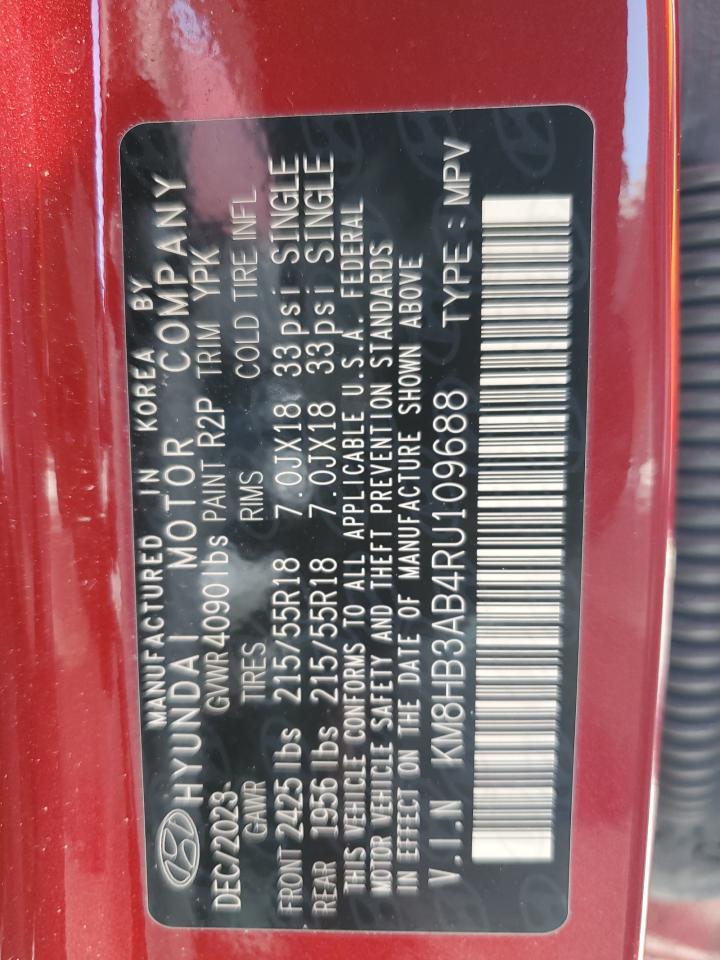 MANUFACTURED IN KOREA BY
HYUNDAI MOTOR COMPANY
DEC/2023 GVWR 4090lbs PAINT R2P TRIM YPK
GAWR TIRES RIMS COLD TIRE INFL
FRONT 2425 lbs 215/55R18 7.0JX18 33psi SINGLE
REAR 1956 lbs 215/55R18 7.0JX18 33psi SINGLE
THIS VEHICLE CONFORMS TO ALL APPLICABLE U.S.A. FEDERAL
MOTOR VEHICLE SAFETY AND THEFT PREVENTION STANDARDS
IN EFFECT ON THE DATE OF MANUFACTURE SHOWN ABOVE
V.I.N KM8HB3AB4RU109688 TYPE : MPV